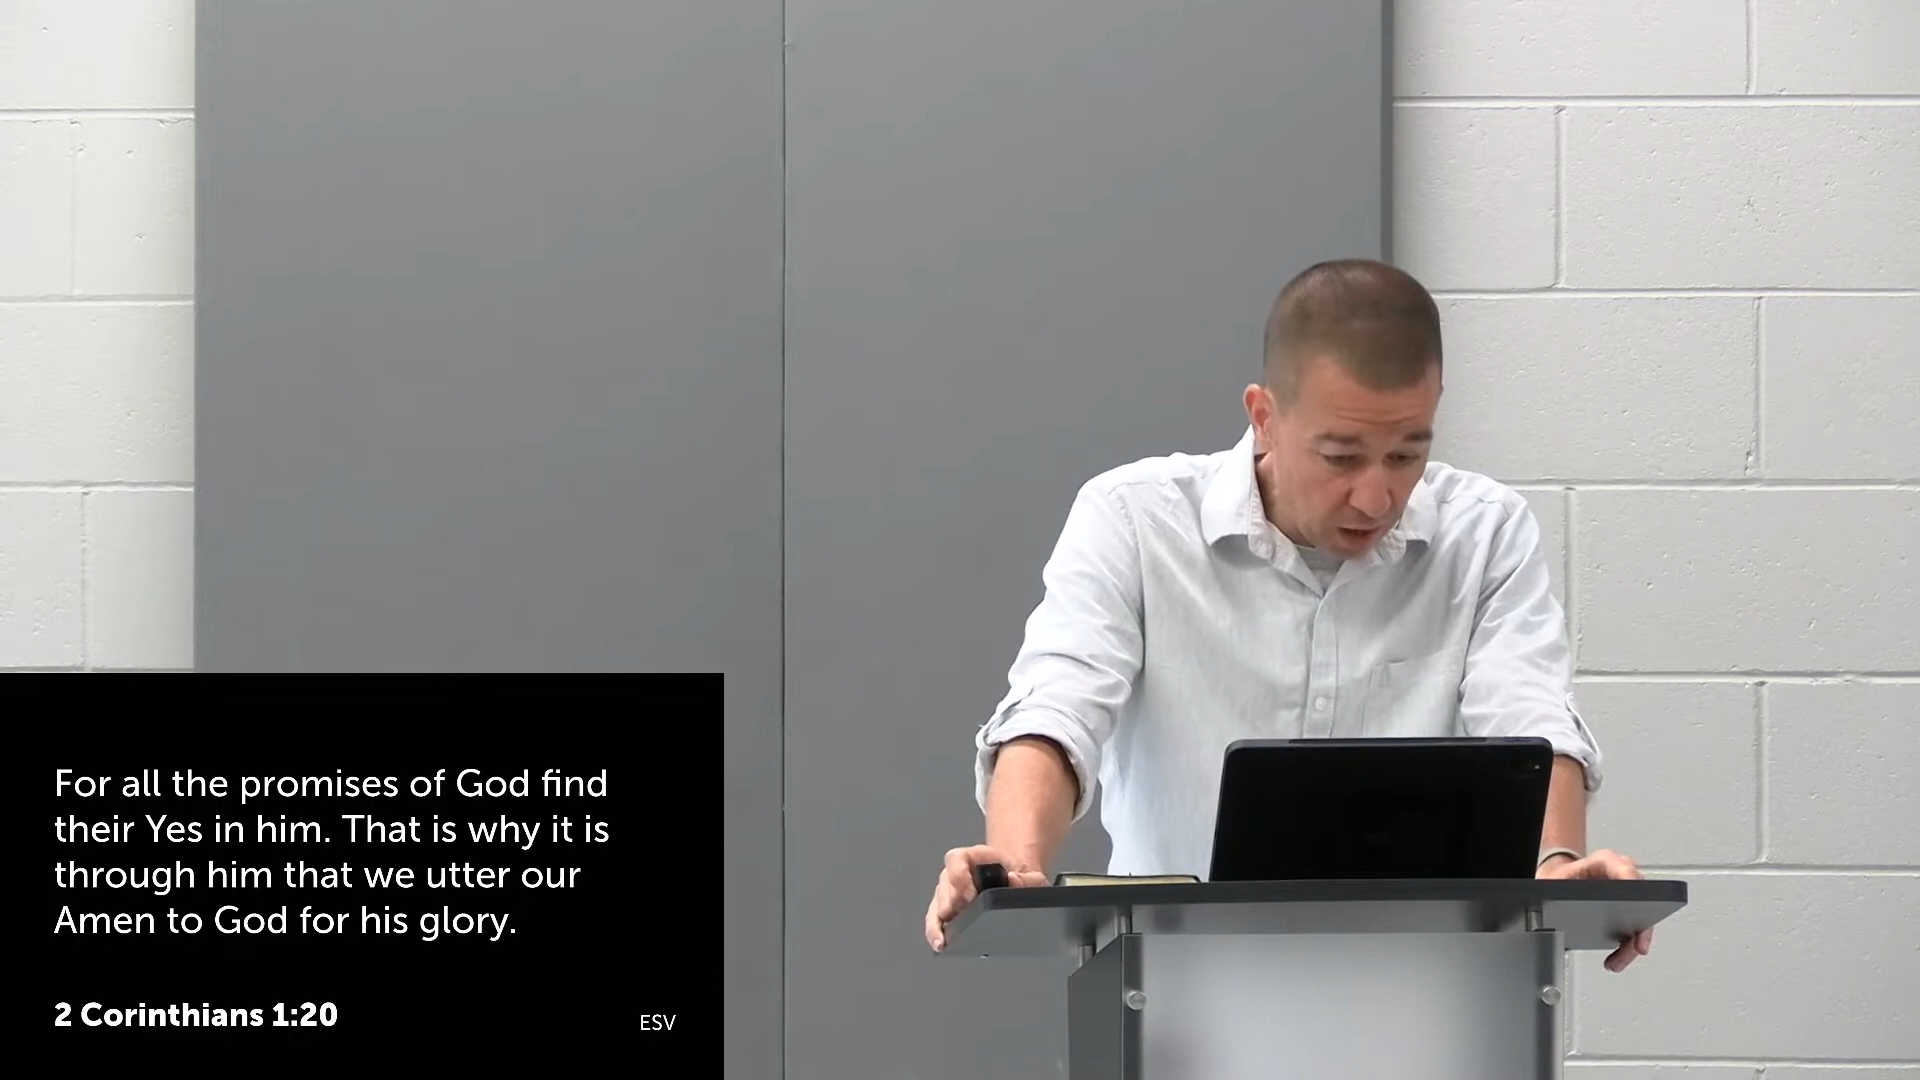 For all the promises of God find
their Yes in him. That is why it is
through him that we utter our
Amen to God for his glory.
2 Corinthians 1:20
ESV